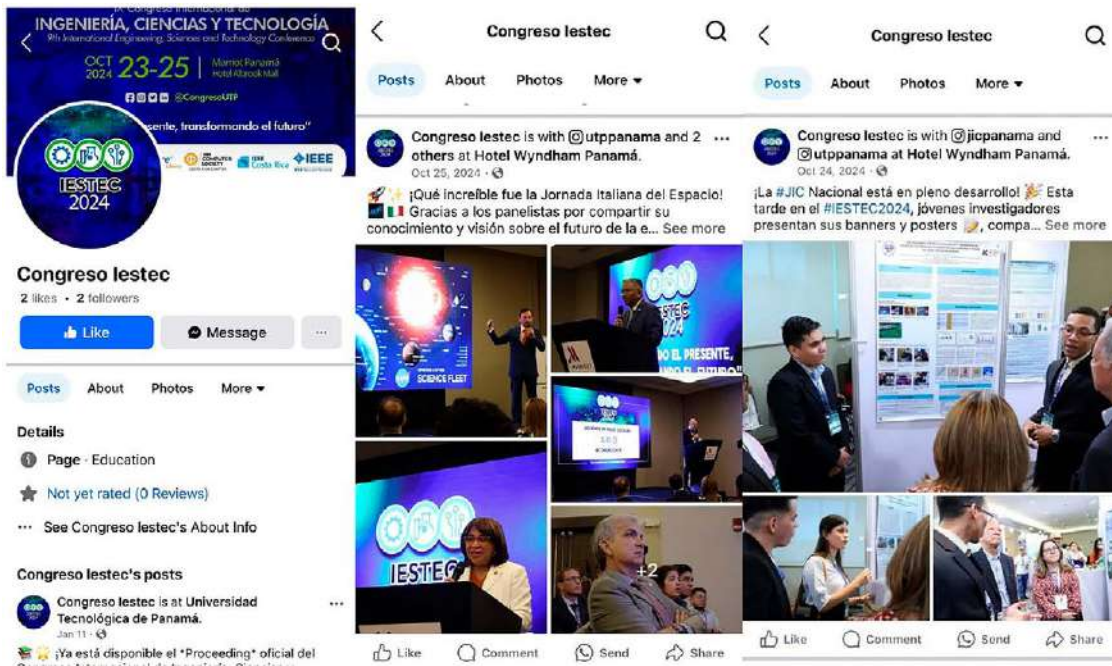 IX Congreso Internacional de
INGENIERÍA, CIENCIAS Y TECNOLOGÍA
9th International Engineering, Sciences and Technology Conference
OCT
2024
23-25
Marriot Panamá
Hotel Albrook Mall
@CongresoUTP
esente, transformando el futuro"
COMPUTER
SOCIETY
IEEE
Costa Rica
IEEE
IESTEC
2024
Congreso Iestec
2 likes • 2 followers
Like
Message
Posts
About
Photos
More
Details
Page · Education
Not yet rated (0 Reviews)
See Congreso Iestec's About Info
Congreso Iestec's posts
Congreso Iestec is at Universidad
Tecnológica de Panamá.
Jan 11
¡Ya está disponible el *Proceeding* oficial del
Congreso Iestec
Posts
About
Photos
More
Congreso Iestec is with utppanama and 2
others at Hotel Wyndham Panamá.
Oct 25, 2024
¡Qué increíble fue la Jornada Italiana del Espacio!
Gracias a los panelistas por compartir su
conocimiento y visión sobre el futuro de la e... See more
SCIENCE FLEET
2024
DO EL PRESENTE,
IESTEC
+2
Like
Comment
Send
Share
Congreso Iestec
Posts
About
Photos
More
Congreso Iestec is with jicpanama and
utppanama at Hotel Wyndham Panamá.
Oct 24, 2024
¡La #JIC Nacional está en pleno desarrollo! Esta
tarde en el #IESTEC2024, jóvenes investigadores
presentan sus banners y posters , compa... See more
Like
Comment
Send
Share